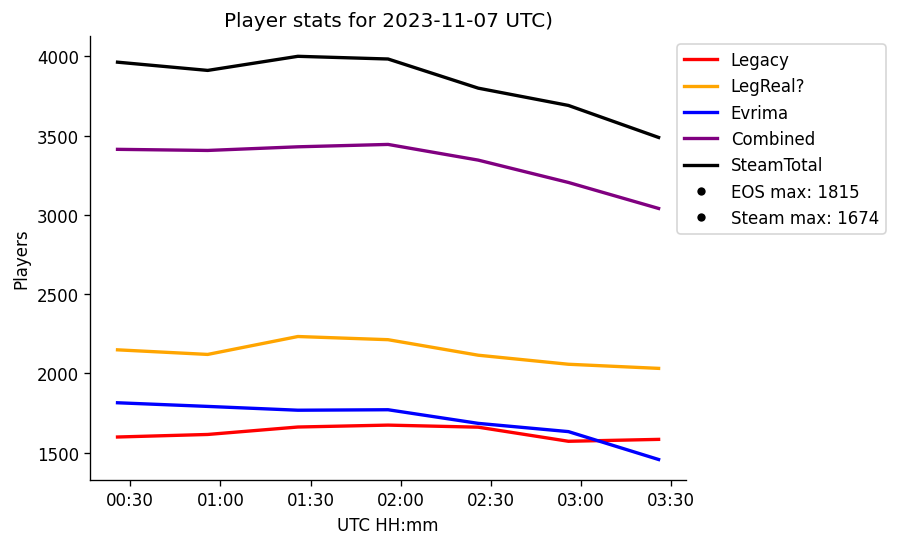 Player stats for 2023-11-07 UTC)
4000
3500
3000
2500
2000
1500
Players
00:30 01:00 01:30 02:00 02:30 03:00 03:30
UTC HH:mm
Legacy
LegReal?
Evrima
Combined
SteamTotal
EOS max: 1815
Steam max: 1674